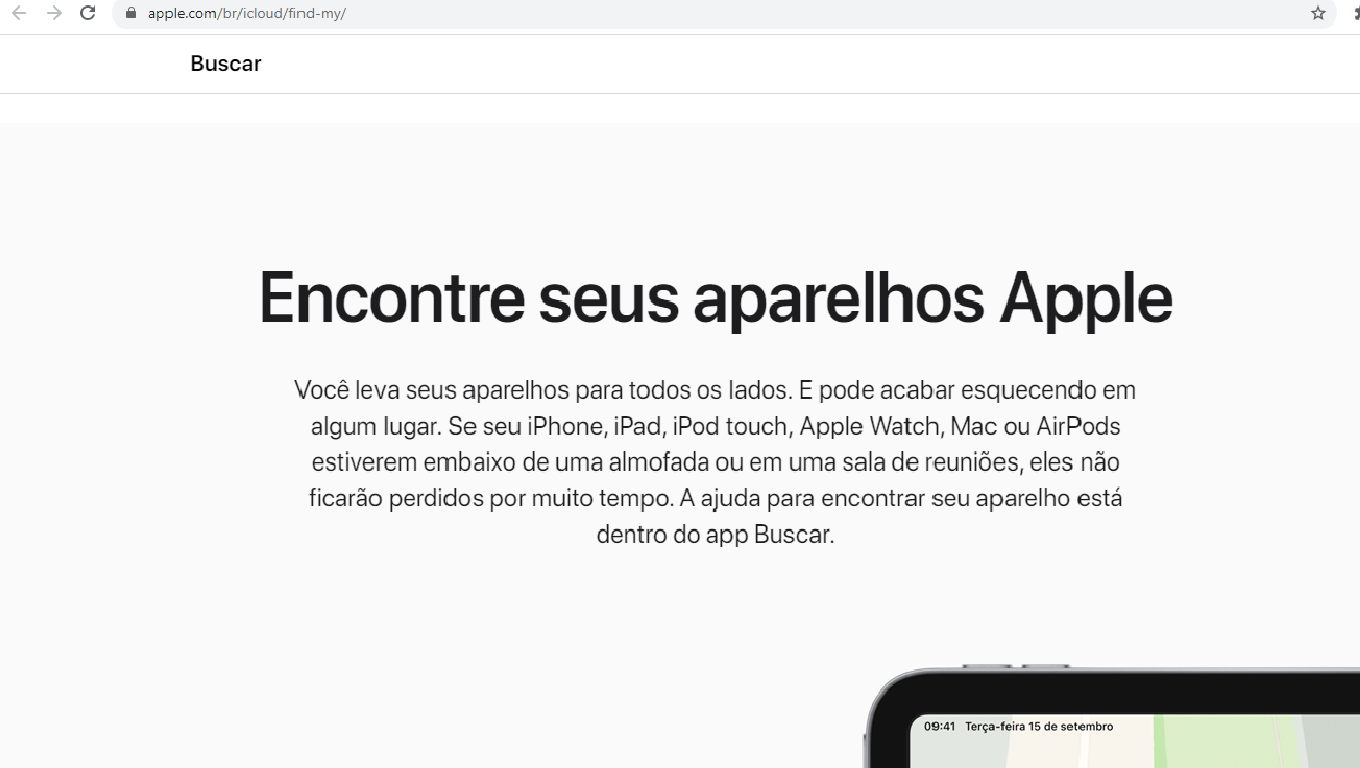 apple.com/br/icloud/find-my/
Buscar
Encontre seus aparelhos Apple
Você leva seus aparelhos para todos os lados. E pode acabar esquecendo em
algum lugar. Se seu iPhone, iPad, iPod touch, Apple Watch, Mac ou AirPods
estiverem embaixo de uma almofada ou em uma sala de reuniões, eles não
ficarão perdidos por muito tempo. A ajuda para encontrar seu aparelho está
dentro do app Buscar.
09:41 Terça-feira 15 de setembro